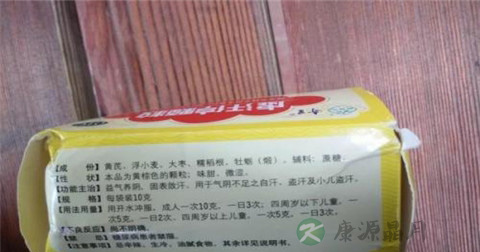 虚汗停颗粒
【成　份】黄芪、浮小麦、大枣、糯稻根、牡蛎（煅）。辅料：蔗糖。
【性　状】本品为黄棕色的颗粒；味甜、微涩。
【功能主治】益气养阴，固表敛汗。用于气阴不足之自汗、盗汗及小儿盗汗。
【规　格】每袋装10克
【用法用量】用开水冲服，成人一次10克，一日3次；四周岁以下儿童，
一次5克，一日2次，四周岁以上儿童，一次5克，一日3次。
【不良反应】尚不明确。
【禁　忌】糖尿病患者禁服。
【注意事项】忌辛辣、生冷、油腻食物，其余详见说明书。